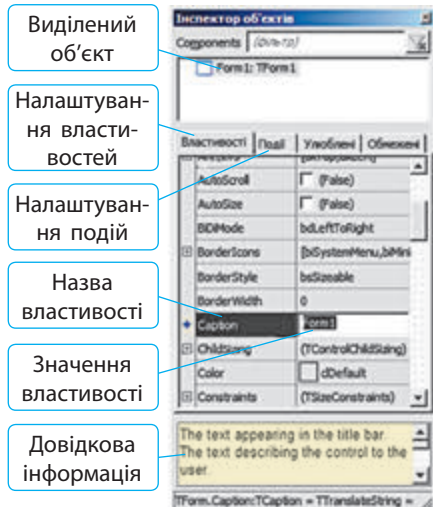 Виділений
об’єкт
Налаштуван-
ня власти-
востей
Налаштуван-
ня подій
Назва
властивості
Значення
властивості
Довідкова
інформація
Інспектор об'єктів
Components (фільтр)
Form1: TForm1
Властивості Події Улюблені Обмежені
AutoScroll (False)
AutoSize (False)
BiDiMode bdLeftToRight
BorderIcons [biSystemMenu,biMini
BorderStyle bsSizeable
BorderWidth 0
Caption Form1
ChildSizing (TControlChildSizing)
Color clDefault
Constraints (TSizeConstraints)
The text appearing in the title bar.
The text describing the control to the
user.
TForm.Caption:TCaption = TTranslateString =